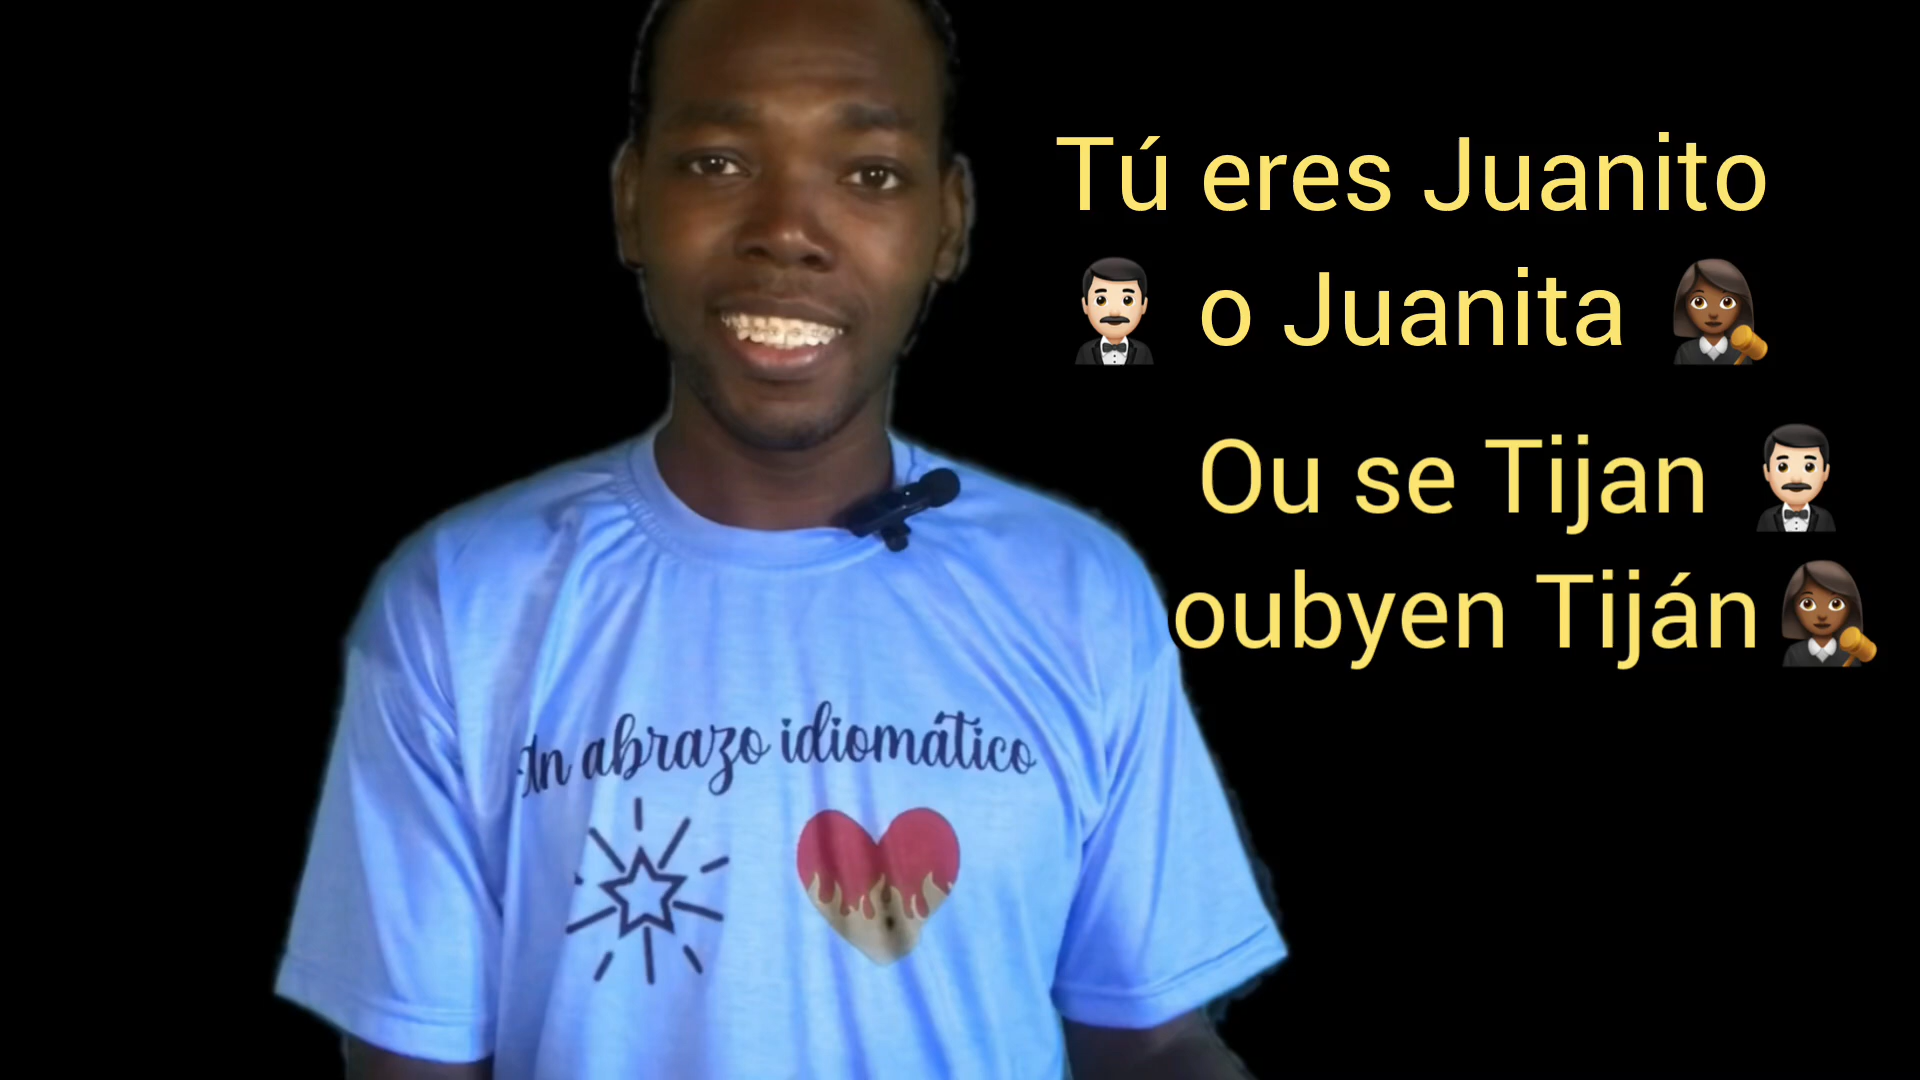 Tú eres Juanito
🤵🏻‍♂️ o Juanita 👩🏾‍⚖️
Ou se Tijan 🤵🏻‍♂️
oubyen Tiján👩🏾‍⚖️
Un abrazo idiomático